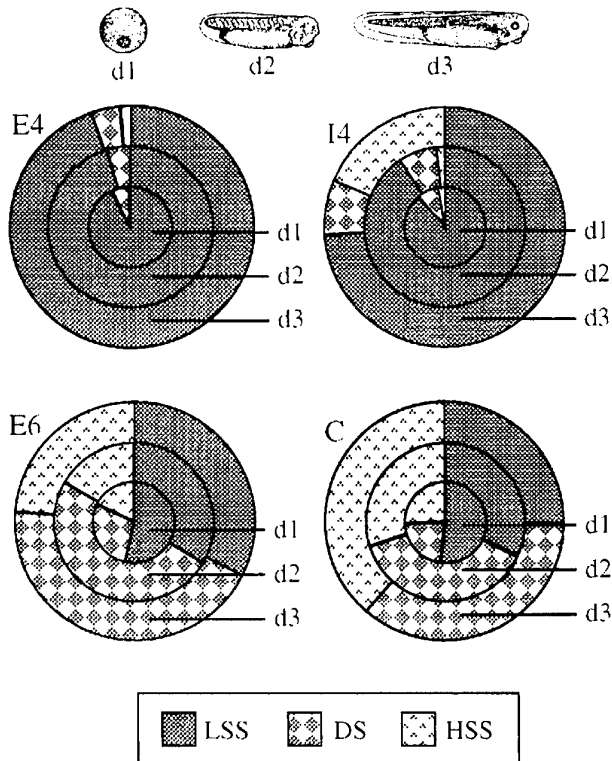 d1 d2 d3
E4 I4
d1 d1
d2 d2
d3 d3
E6 C
d1 d1
d2 d2
d3 d3
LSS DS HSS